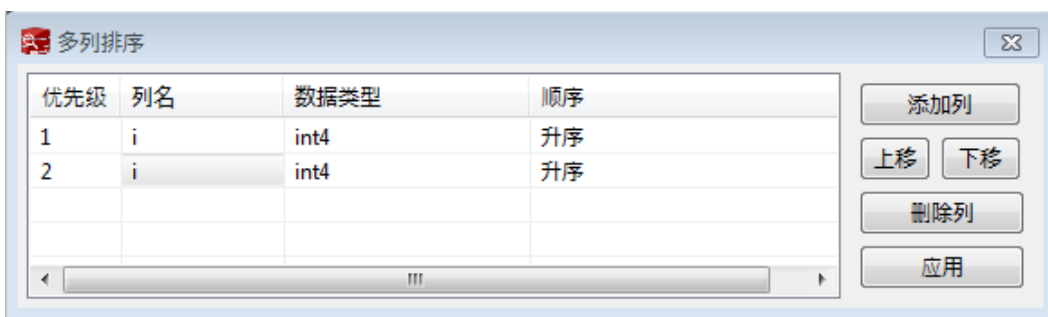 多列排序
优先级 列名 数据类型 顺序
1 i int4 升序
2 i int4 升序
添加列
上移 下移
删除列
应用